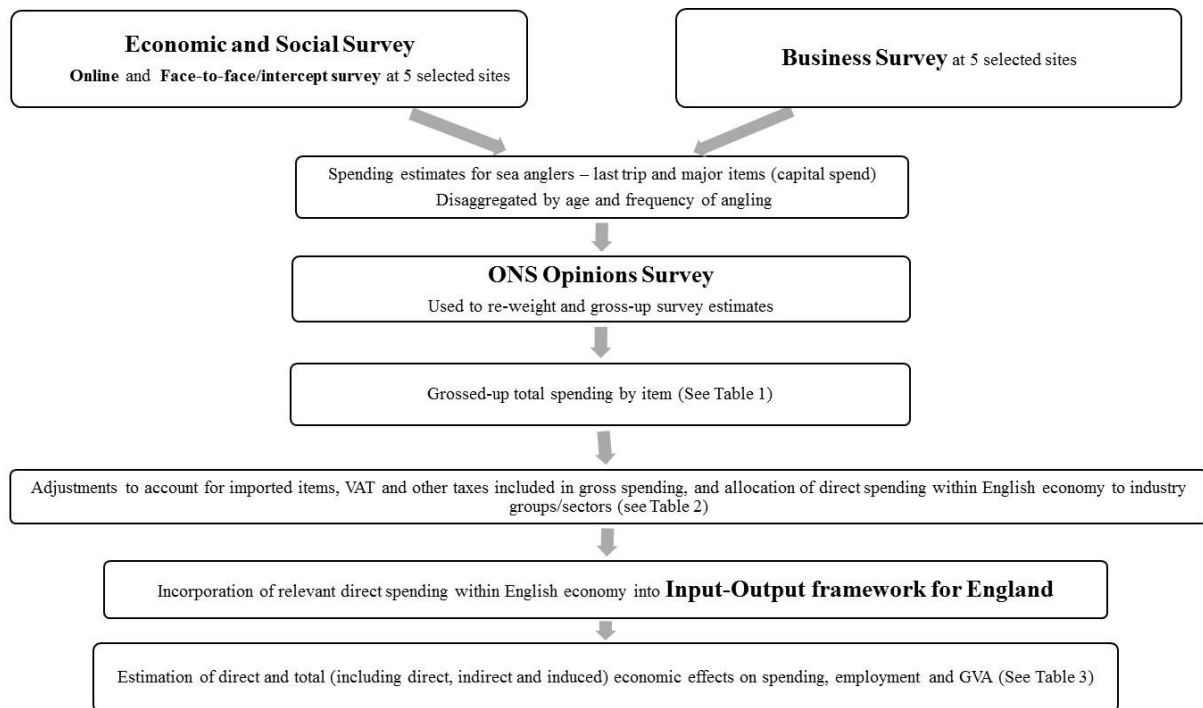 Economic and Social Survey
Online and Face-to-face/intercept survey at 5 selected sites
Business Survey at 5 selected sites
Spending estimates for sea anglers – last trip and major items (capital spend)
Disaggregated by age and frequency of angling
ONS Opinions Survey
Used to re-weight and gross-up survey estimates
Grossed-up total spending by item (See Table 1)
Adjustments to account for imported items, VAT and other taxes included in gross spending, and allocation of direct spending within English economy to industry
groups/sectors (see Table 2)
Incorporation of relevant direct spending within English economy into Input-Output framework for England
Estimation of direct and total (including direct, indirect and induced) economic effects on spending, employment and GVA (See Table 3)